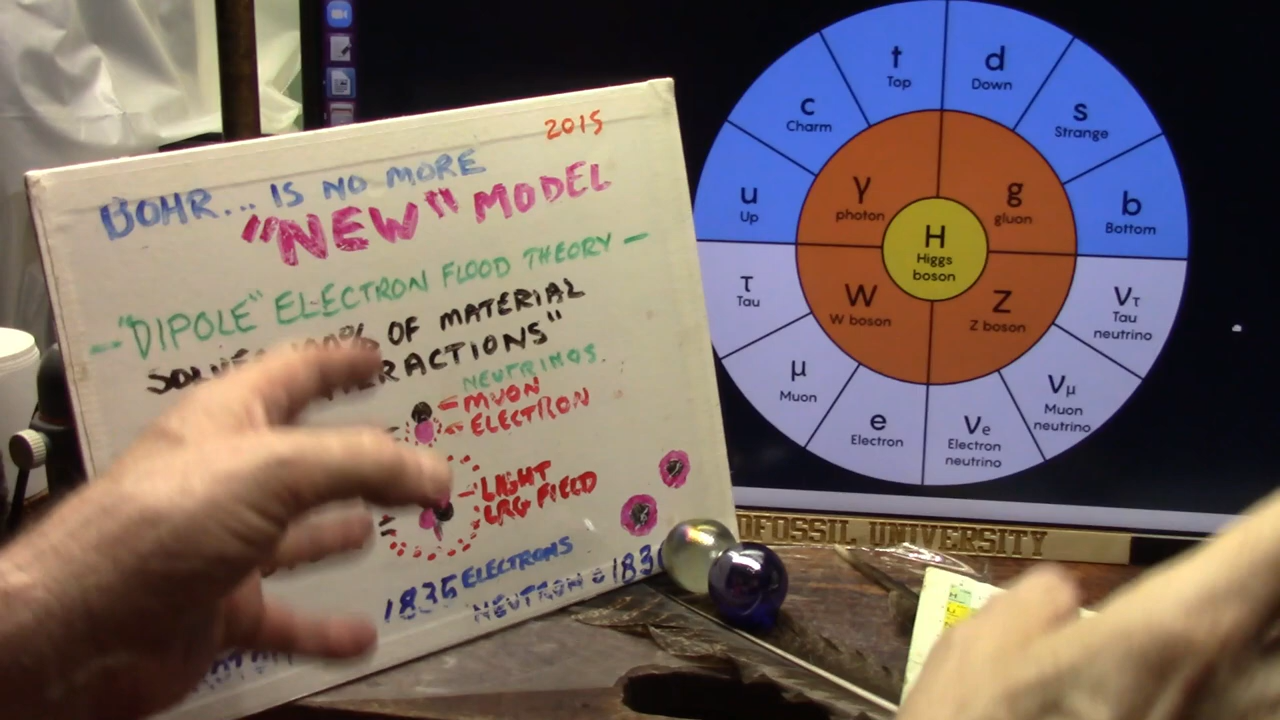 2015
BOHR... IS NO MORE
"NEW" MODEL
-"DIPOLE" ELECTRON FLOOD THEORY-
OF MATERIAL
NEUTRINOS
MUON
ELECTRON
LIGHT
LRG FIELD
1835 ELECTRONS
NEUTRON
t
Top
d
Down
c
Charm
s
Strange
u
Up
b
Bottom
γ
photon
g
gluon
H
Higgs
boson
W
W boson
Z
Z boson
τ
Tau
ντ
Tau
neutrino
μ
Muon
νμ
Muon
neutrino
e
Electron
νe
Electron
neutrino
UNIVERSITY